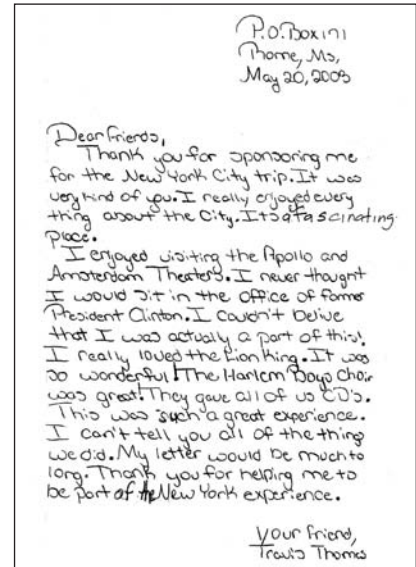 P.O. Box 171
Thorne, Ms,
May 20, 2003
Dear Friends,
Thank you for sponsoring me
for the New York City trip. It was
very kind of you. I really enjoyed every
thing about the City. Itsa fascinating
place.
I enjoyed visiting the Apollo and
Amsterdam Theaters. I never thought
I would sit in the office of former
President Clinton. I couldn't belive
that I was actually a part of this!
I really loved the Lion King. It was
so wonderful! The Harlem Boys Choir
was great! They gave all of us CD's.
This was such a great experience.
I can't tell you all of the thing
we did. My letter would be much to
long. Thank you for helping me to
be part of the New York experience.
Your friend,
Travis Thomas